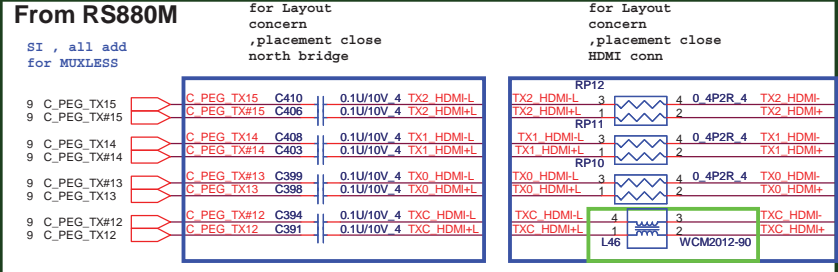 From RS880M
for Layout
concern
,placement close
north bridge
for Layout
concern
,placement close
HDMI conn
SI , all add
for MUXLESS
RP12
9 C_PEG_TX15 C_PEG_TX15 C410 0.1U/10V_4 TX2_HDMI-L TX2_HDMI-L 3 4 0_4P2R_4 TX2_HDMI-
9 C_PEG_TX#15 C_PEG_TX#15 C406 0.1U/10V_4 TX2_HDMI+L TX2_HDMI+L 1 2 TX2_HDMI+
RP11
9 C_PEG_TX14 C_PEG_TX14 C408 0.1U/10V_4 TX1_HDMI-L TX1_HDMI-L 3 4 0_4P2R_4 TX1_HDMI-
9 C_PEG_TX#14 C_PEG_TX#14 C403 0.1U/10V_4 TX1_HDMI+L TX1_HDMI+L 1 2 TX1_HDMI+
RP10
9 C_PEG_TX#13 C_PEG_TX#13 C399 0.1U/10V_4 TX0_HDMI-L TX0_HDMI-L 3 4 0_4P2R_4 TX0_HDMI-
9 C_PEG_TX13 C_PEG_TX13 C398 0.1U/10V_4 TX0_HDMI+L TX0_HDMI+L 1 2 TX0_HDMI+
9 C_PEG_TX#12 C_PEG_TX#12 C394 0.1U/10V_4 TXC_HDMI-L TXC_HDMI-L 4 3 TXC_HDMI-
9 C_PEG_TX12 C_PEG_TX12 C391 0.1U/10V_4 TXC_HDMI+L TXC_HDMI+L 1 2 TXC_HDMI+
L46 WCM2012-90